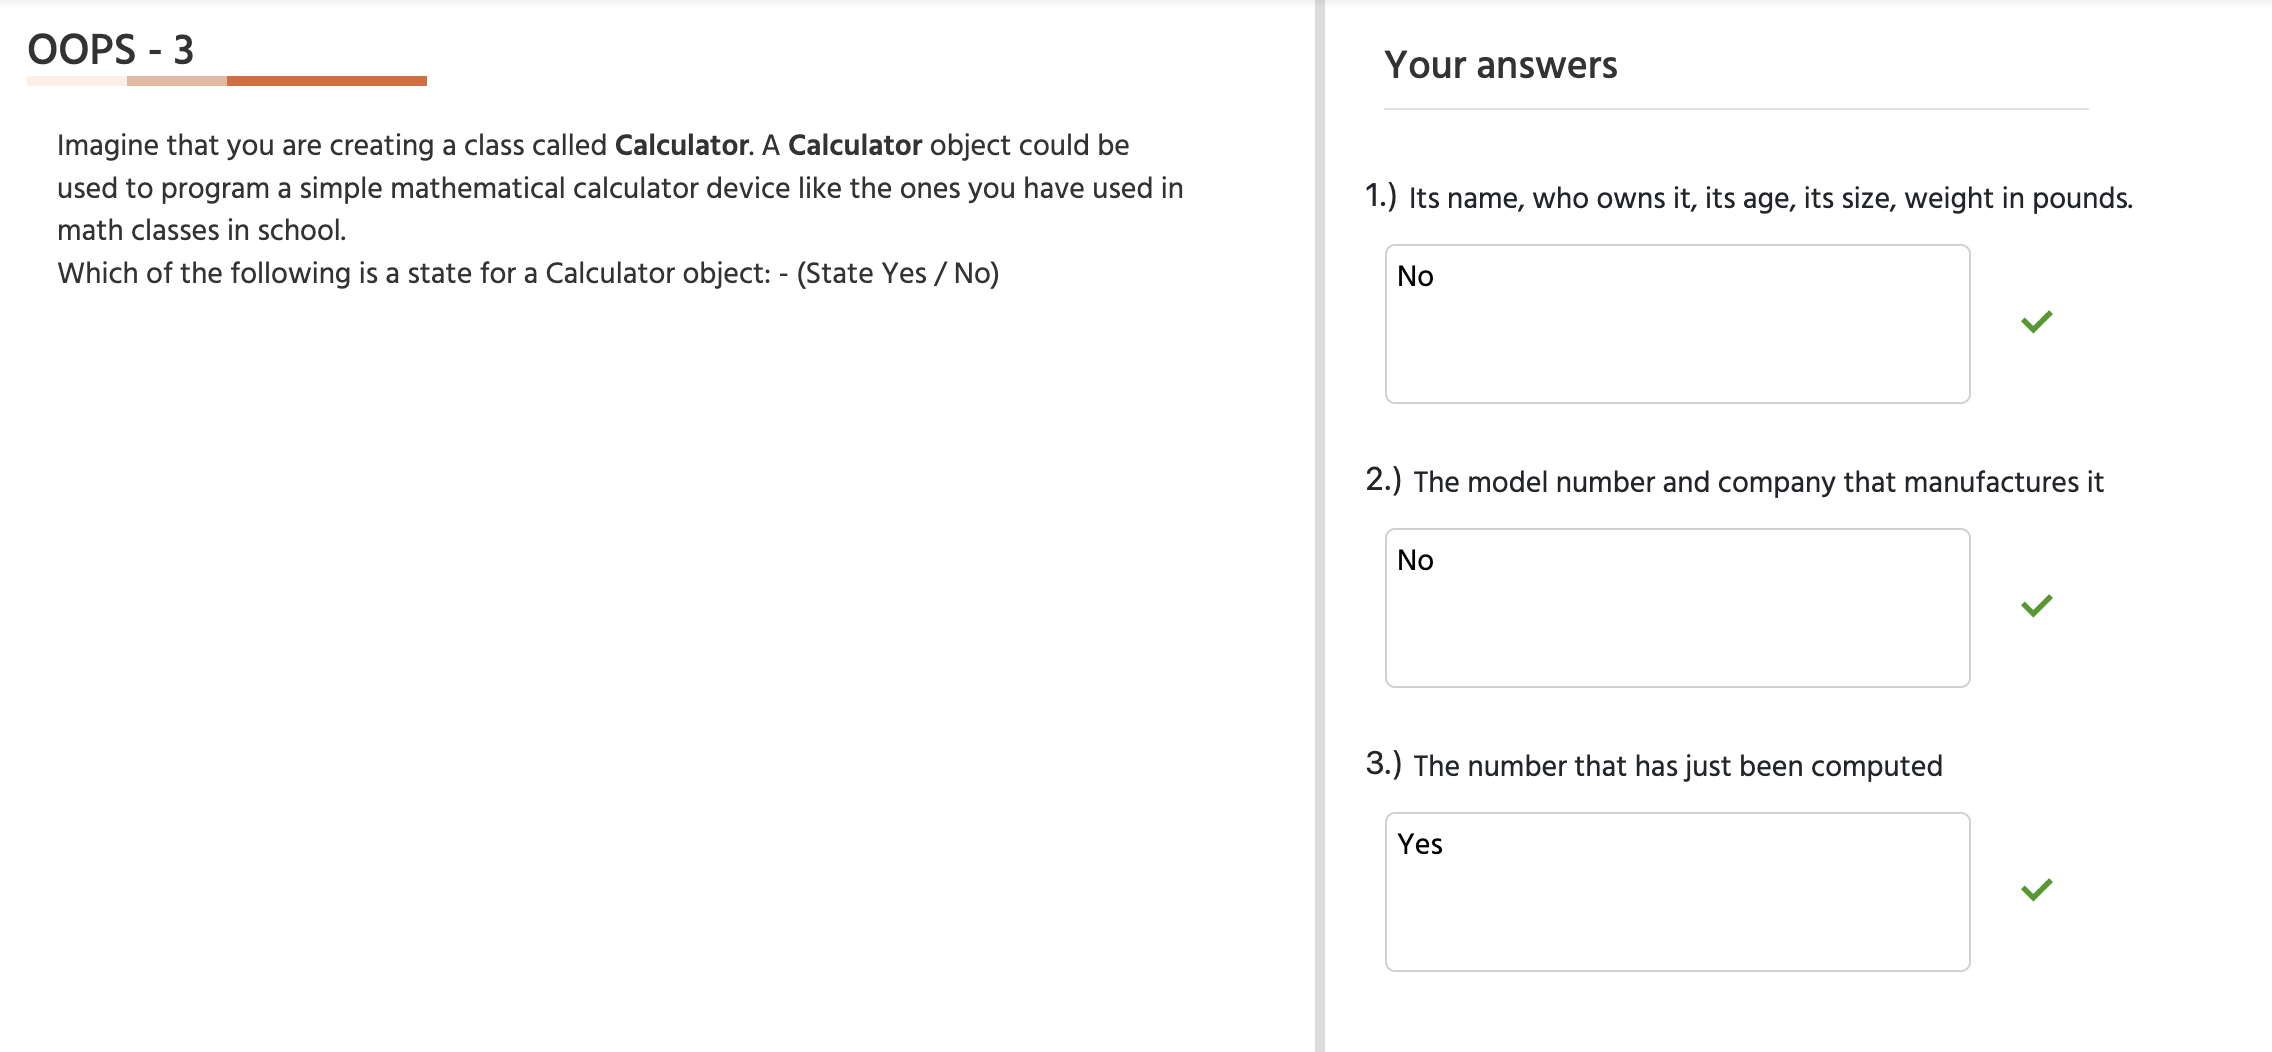 OOPS - 3
Imagine that you are creating a class called Calculator. A Calculator object could be
used to program a simple mathematical calculator device like the ones you have used in
math classes in school.
Which of the following is a state for a Calculator object: - (State Yes / No)
Your answers
1.) Its name, who owns it, its age, its size, weight in pounds.
No
2.) The model number and company that manufactures it
No
3.) The number that has just been computed
Yes